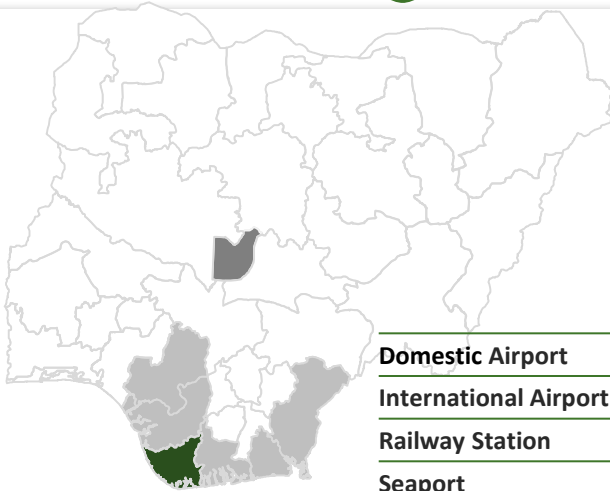 Domestic Airport
International Airport
Railway Station
Seaport